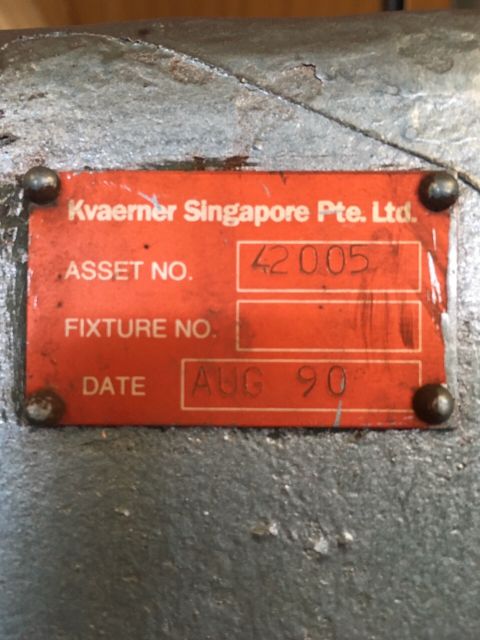 Kvaerner Singapore Pte. Ltd.
ASSET NO. 42005
FIXTURE NO.
DATE AUG 90